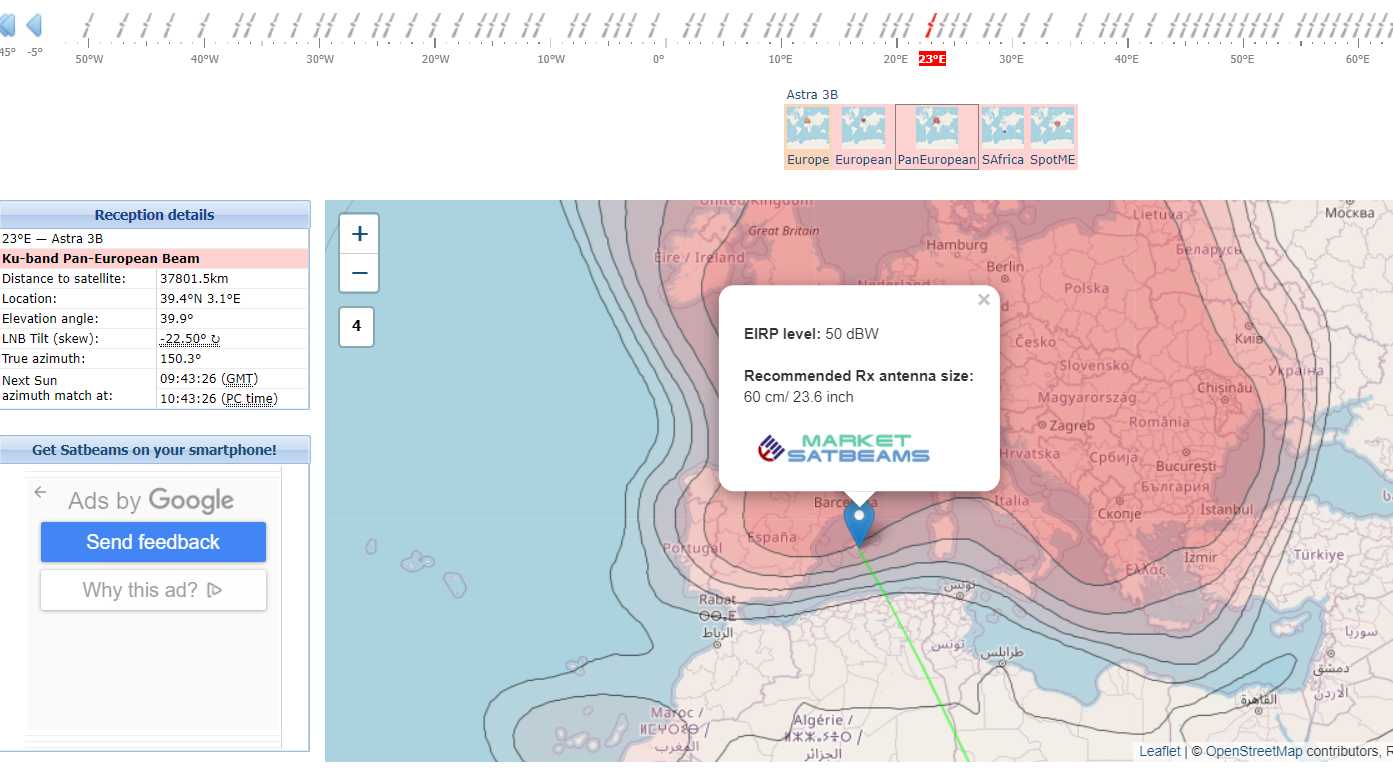 45° -5° 50°W 40°W 30°W 20°W 10°W 0° 10°E 20°E 23°E 30°E 40°E 50°E 60°E
Astra 3B
Europe European PanEuropean SAfrica SpotME
Reception details
23°E — Astra 3B
Ku-band Pan-European Beam
Distance to satellite: 37801.5km
Location: 39.4°N 3.1°E
Elevation angle: 39.9°
LNB Tilt (skew): -22.50° ↻
True azimuth: 150.3°
Next Sun
azimuth match at:
09:43:26 (GMT)
10:43:26 (PC time)
Get Satbeams on your smartphone!
Ads by Google
Send feedback
Why this ad?
+
−
4
United Kingdom
Great Britain
Éire / Ireland
Lietuva
Москва
Hamburg
Беларусь
Berlin
Nederland
Polska
EIRP level: 50 dBW
Recommended Rx antenna size:
60 cm/ 23.6 inch
MARKET
SATBEAMS
×
Česko
Київ
Slovensko
Україна
Chișinău
Magyarország
Zagreb
România
Hrvatska
Србија
București
България
Barcelona
Italia
Скопје
Istanbul
España
Portugal
İzmir
Türkiye
Ελλάς
تونس
Rabat
ⵔⴱⴰⵟ
الرباط
تونس
طرابلس
سوريا
دمشق
الأردن
القاهرة
Maroc /
ⵍⵎⵖⵔⵉⴱ /
المغرب
Algérie /
ⵍⵣⵣⴰⵢⴻⵔ /
الجزائر
Leaflet | © OpenStreetMap contributors, R